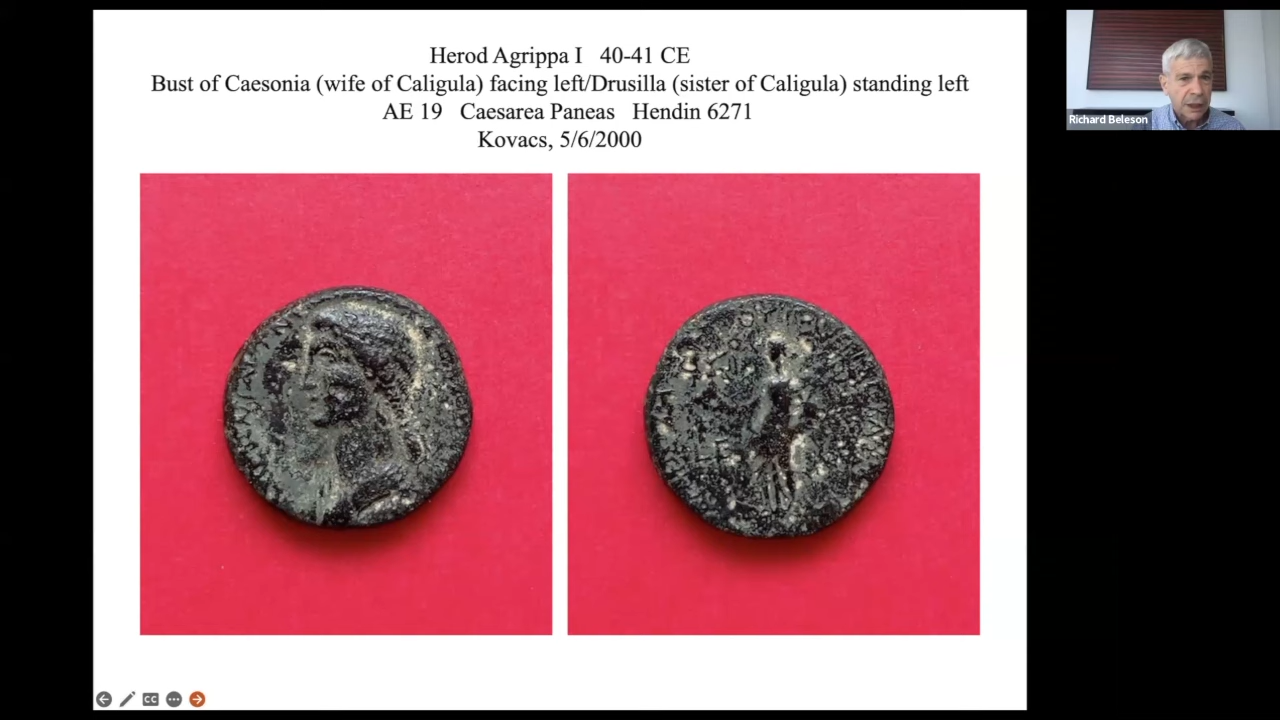 Herod Agrippa I 40-41 CE
Bust of Caesonia (wife of Caligula) facing left/Drusilla (sister of Caligula) standing left
AE 19 Caesarea Paneas Hendin 6271
Kovacs, 5/6/2000
Richard Beleson
CC